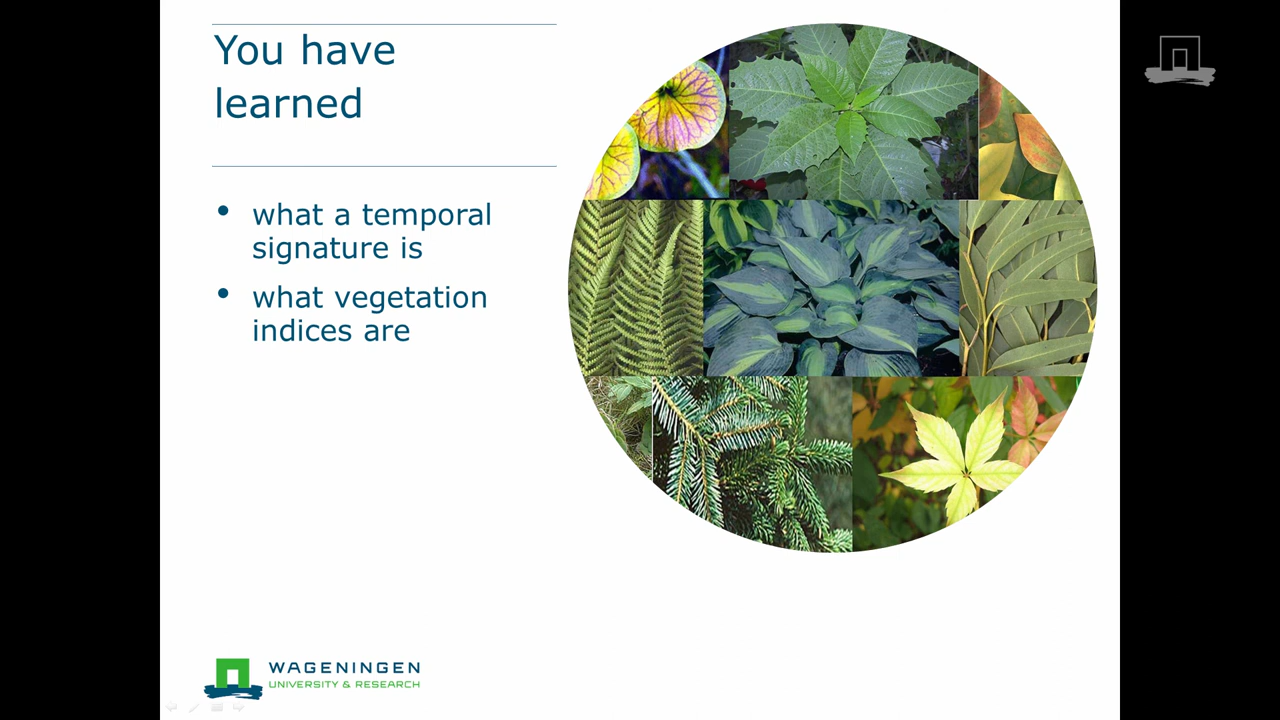 You have
learned
• what a temporal
signature is
• what vegetation
indices are
WAGENINGEN
UNIVERSITY & RESEARCH